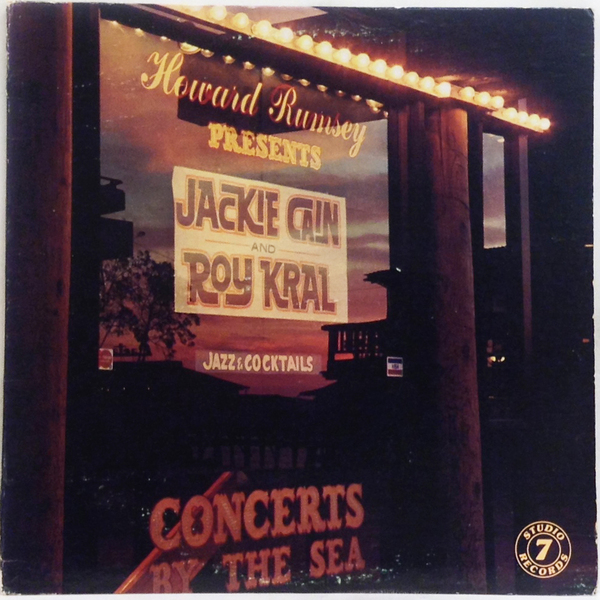 Howard Rumsey
PRESENTS
JACKIE CAIN
AND
ROY KRAL
JAZZ & COCKTAILS
CONCERTS
BY THE SEA
STUDIO
7
RECORDS